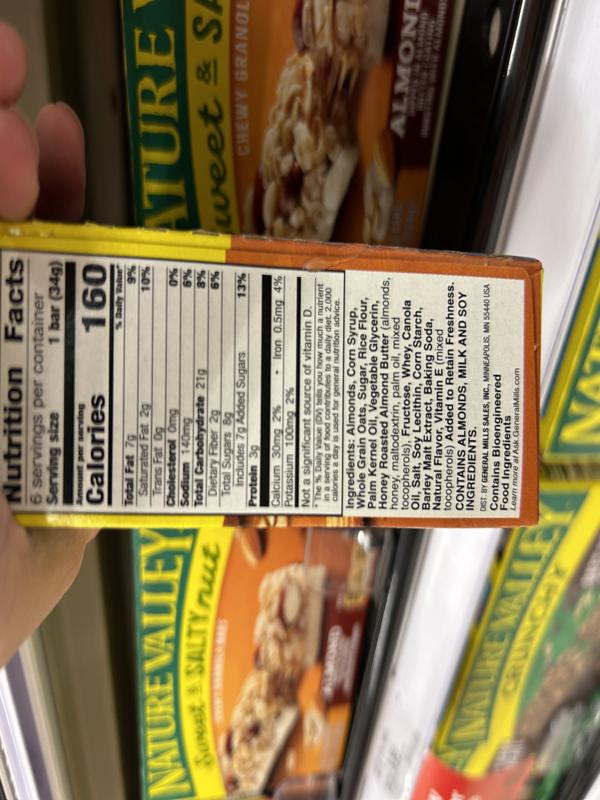 Nutrition Facts
6 servings per container
Serving size 1 bar (34g)
Amount per serving
Calories 160
% Daily Value*
Total Fat 7g 9%
Saturated Fat 2g 10%
Trans Fat 0g
Cholesterol 0mg 0%
Sodium 140mg 6%
Total Carbohydrate 21g 8%
Dietary Fiber 2g 6%
Total Sugars 8g
Includes 7g Added Sugars 13%
Protein 3g
Calcium 30mg 2% • Iron 0.5mg 4%
Potassium 100mg 2%
Not a significant source of vitamin D.
* The % Daily Value (DV) tells you how much a nutrient
in a serving of food contributes to a daily diet. 2,000
calories a day is used for general nutrition advice.
Ingredients: Almonds, Corn Syrup,
Whole Grain Oats, Sugar, Rice Flour,
Palm Kernel Oil, Vegetable Glycerin,
Honey Roasted Almond Butter (almonds,
honey, maltodextrin, palm oil, mixed
tocopherols), Fructose, Whey, Canola
Oil, Salt, Soy Lecithin, Corn Starch,
Barley Malt Extract, Baking Soda,
Natural Flavor, Vitamin E (mixed
tocopherols) Added to Retain Freshness.
CONTAINS ALMONDS, MILK AND SOY
INGREDIENTS.
DIST. BY GENERAL MILLS SALES, INC., MINNEAPOLIS, MN 55440 USA
Contains Bioengineered
Food Ingredients
Learn more at Ask.GeneralMills.com
ATURE V
weet & SA
CHEWY GRANOL
ALMOND
NATURE VALLEY
Sweet & SALTY nut
ALMOND
NATURE VALLEY
CRUNCHY
NAT